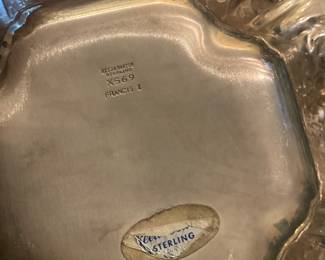 REED & BARTON
STERLING
X569
FRANCIS I
STERLING